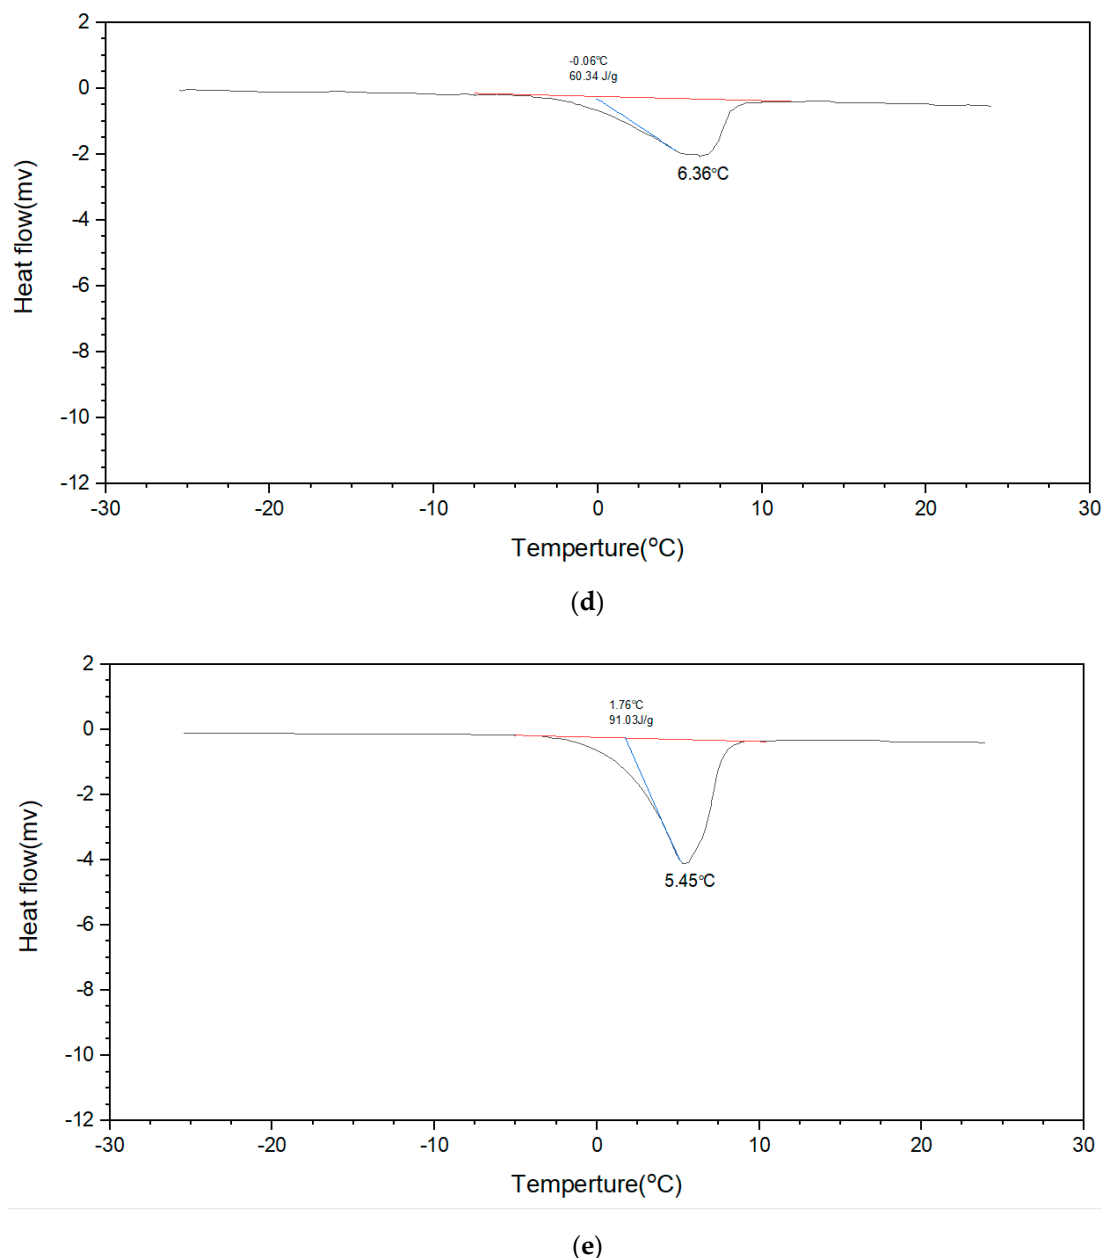 2
0
-2
-4
-6
-8
-10
-12
Heat flow(mv)
-0.06°C
60.34 J/g
6.36°C
-30 -20 -10 0 10 20 30
Temperture(°C)
(d)
2
0
-2
-4
-6
-8
-10
-12
Heat flow(mv)
1.76°C
91.03J/g
5.45°C
-30 -20 -10 0 10 20 30
Temperture(°C)
(e)